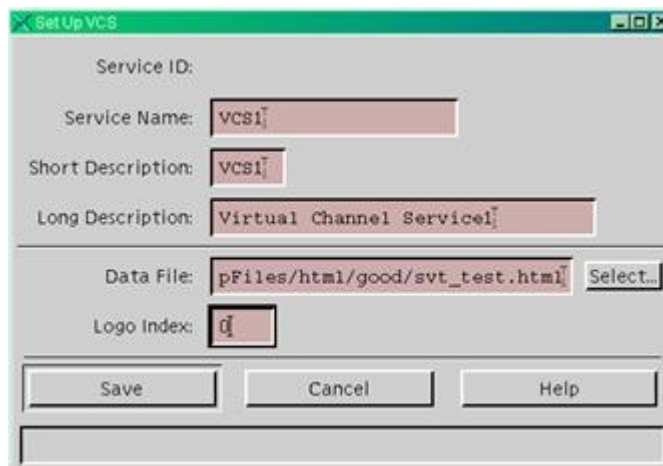 Set Up VCS
Service ID:
Service Name: VCS1
Short Description: VCS1
Long Description: Virtual Channel Service1
Data File: pFiles/html/good/svt_test.html Select...
Logo Index: 0
Save Cancel Help